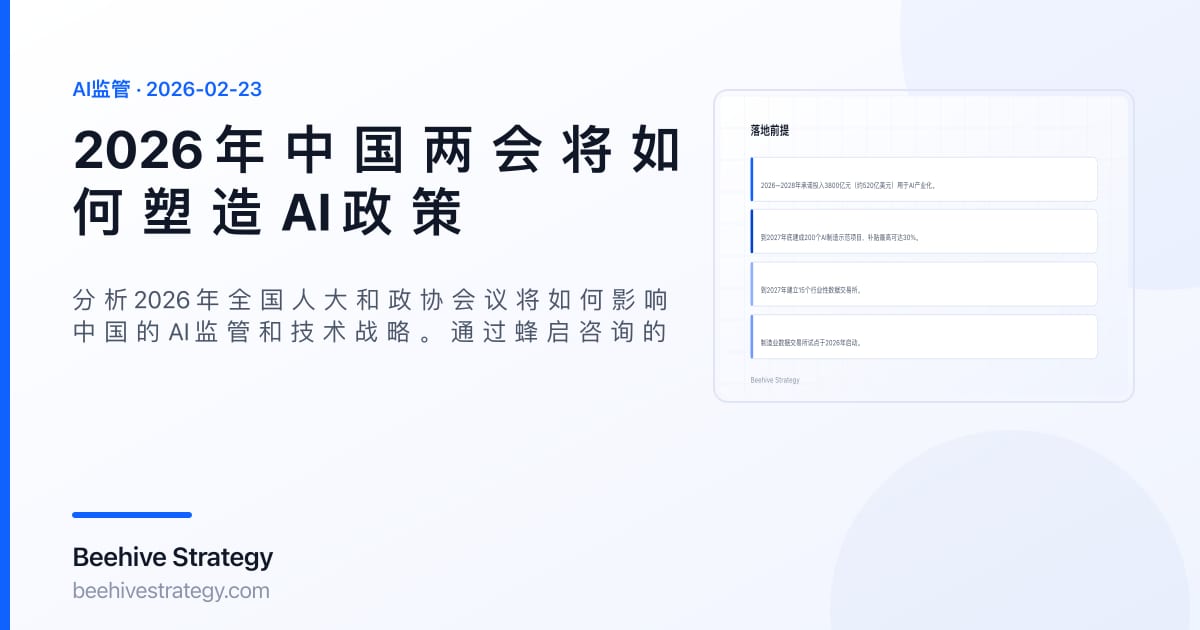 AI监管 · 2026-02-23
2026年中国两会将如
何塑造AI政策
分析2026年全国人大和政协会议将如何影响
中国的AI监管和技术战略。通过蜂启咨询的
落地前提
2026—2028年承诺投入3800亿元（约520亿美元）用于AI产业化。
到2027年底建成200个AI制造示范项目，补贴最高可达30%。
到2027年建立15个行业性数据交易所。
制造业数据交易所试点于2026年启动。
Beehive Strategy
Beehive Strategy
beehivestrategy.com